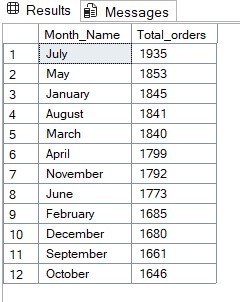 Results Messages
Month_Name Total_orders
1 July 1935
2 May 1853
3 January 1845
4 August 1841
5 March 1840
6 April 1799
7 November 1792
8 June 1773
9 February 1685
10 December 1680
11 September 1661
12 October 1646